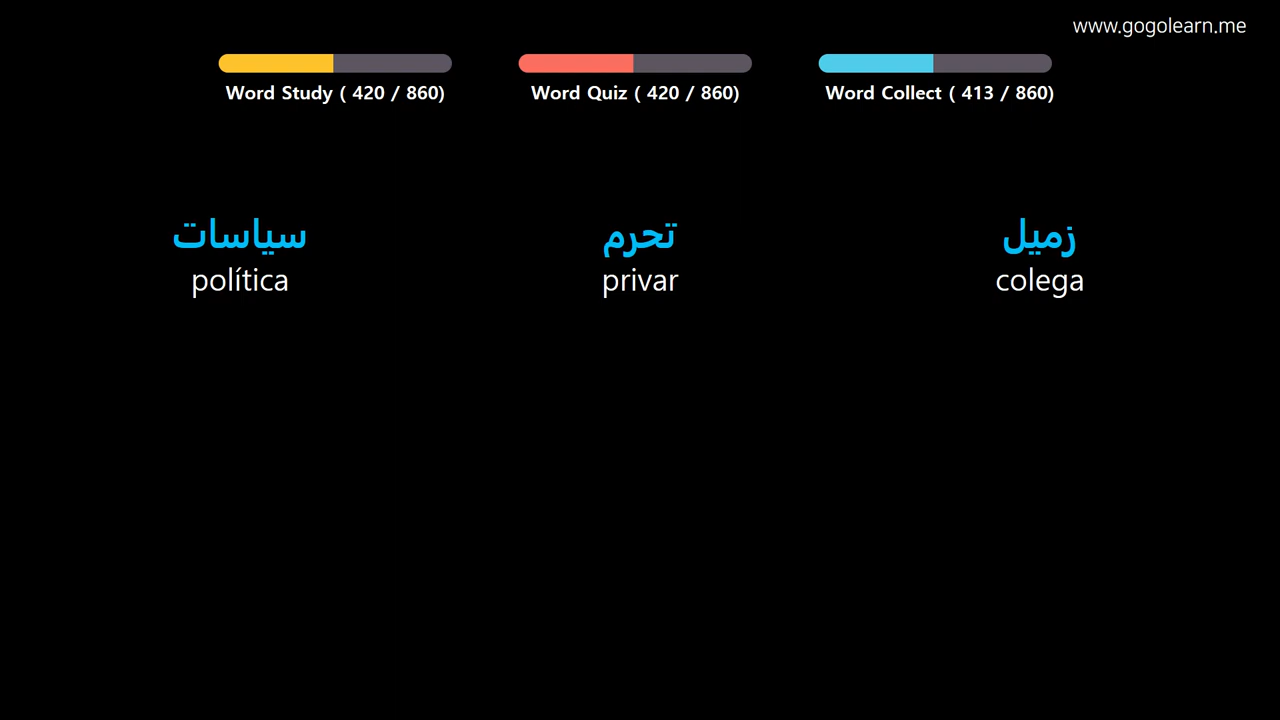 www.gogolearn.me
Word Study ( 420 / 860)
Word Quiz ( 420 / 860)
Word Collect ( 413 / 860)
سياسات
política
تحرم
privar
زميل
colega